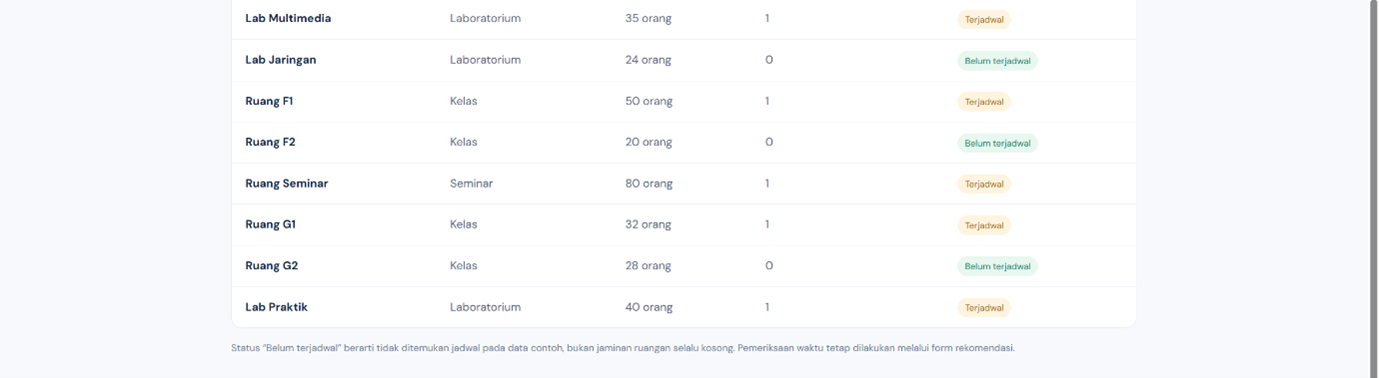 Lab Multimedia Laboratorium 35 orang 1 Terjadwal
Lab Jaringan Laboratorium 24 orang 0 Belum terjadwal
Ruang F1 Kelas 50 orang 1 Terjadwal
Ruang F2 Kelas 20 orang 0 Belum terjadwal
Ruang Seminar Seminar 80 orang 1 Terjadwal
Ruang G1 Kelas 32 orang 1 Terjadwal
Ruang G2 Kelas 28 orang 0 Belum terjadwal
Lab Praktik Laboratorium 40 orang 1 Terjadwal
Status “Belum terjadwal” berarti tidak ditemukan jadwal pada data contoh, bukan jaminan ruangan selalu kosong. Pemeriksaan waktu tetap dilakukan melalui form rekomendasi.